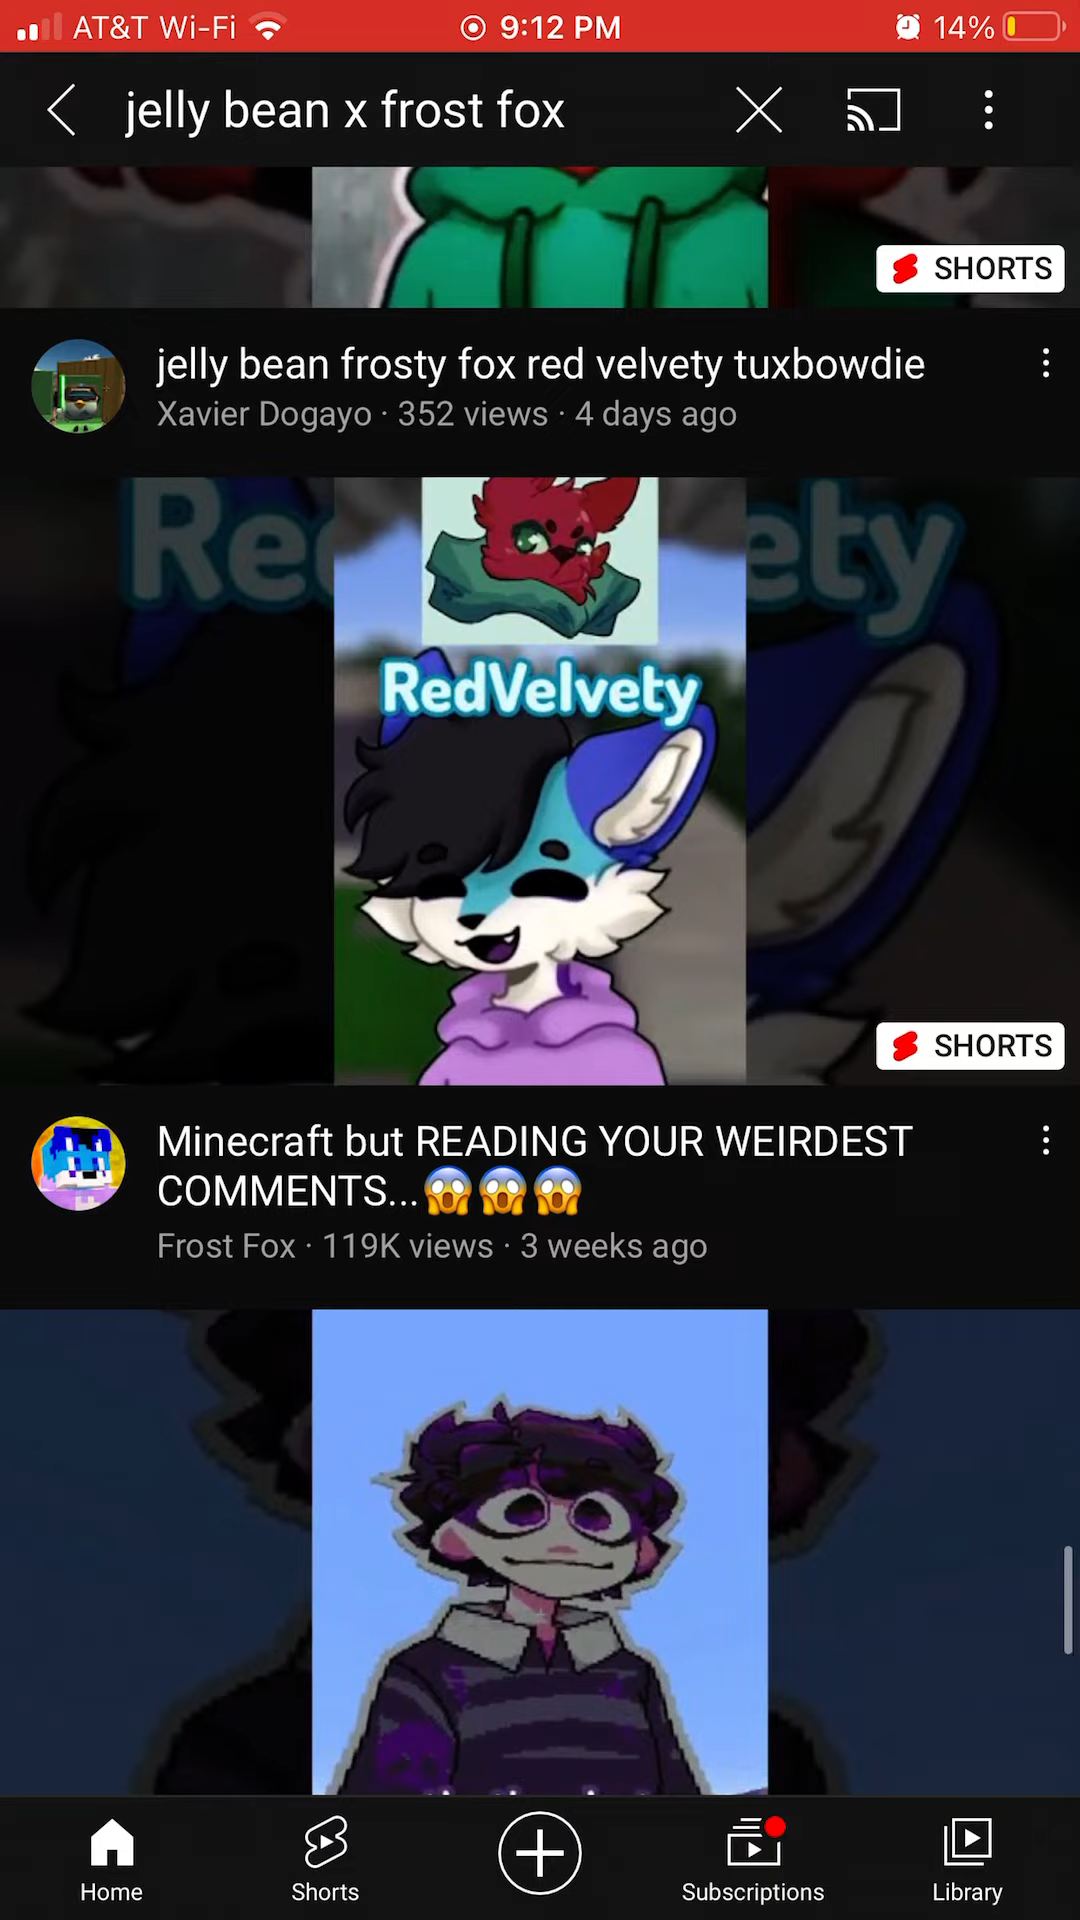 AT&T Wi-Fi 9:12 PM 14%
jelly bean x frost fox
SHORTS
jelly bean frosty fox red velvety tuxbowdie
Xavier Dogayo · 352 views · 4 days ago
Re ety
RedVelvety
SHORTS
Minecraft but READING YOUR WEIRDEST
COMMENTS...😱😱😱
Frost Fox · 119K views · 3 weeks ago
Home Shorts Subscriptions Library